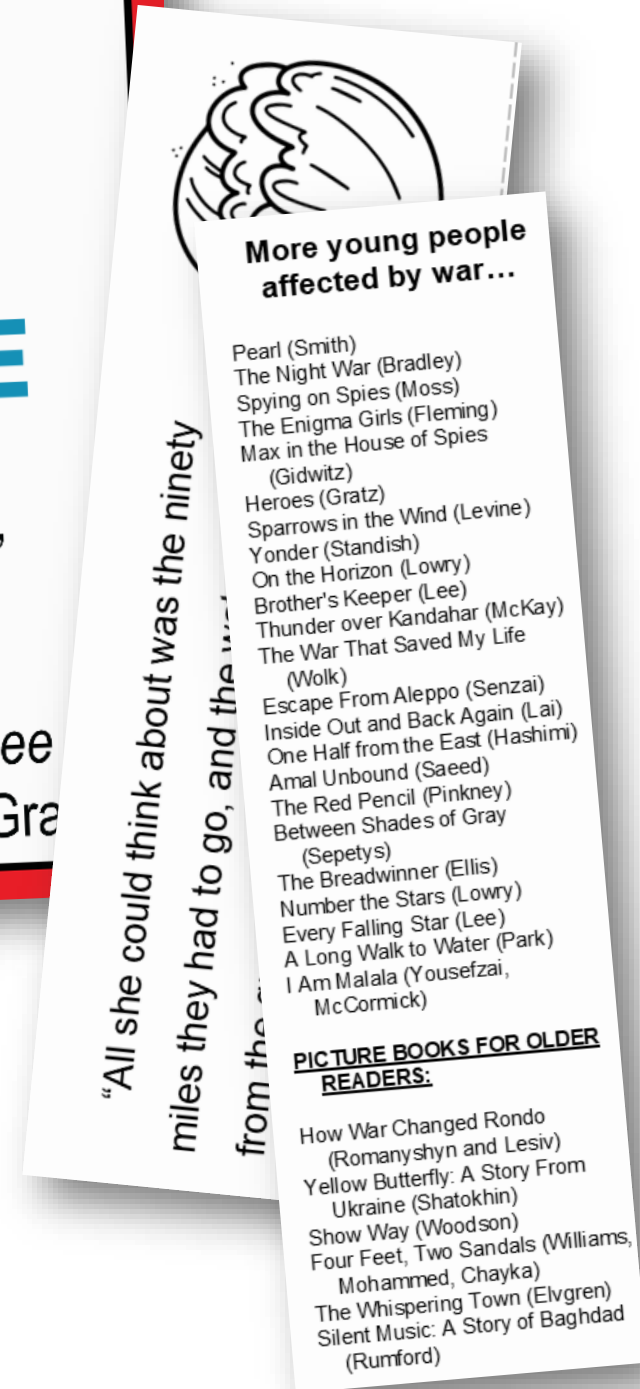 ee
Gra
"All she could think about was the ninety
miles they had to go, and the
from the
More young people
affected by war…
Pearl (Smith)
The Night War (Bradley)
Spying on Spies (Moss)
The Enigma Girls (Fleming)
Max in the House of Spies
(Gidwitz)
Heroes (Gratz)
Sparrows in the Wind (Levine)
Yonder (Standish)
On the Horizon (Lowry)
Brother's Keeper (Lee)
Thunder over Kandahar (McKay)
The War That Saved My Life
(Wolk)
Escape From Aleppo (Senzai)
Inside Out and Back Again (Lai)
One Half from the East (Hashimi)
Amal Unbound (Saeed)
The Red Pencil (Pinkney)
Between Shades of Gray
(Sepetys)
The Breadwinner (Ellis)
Number the Stars (Lowry)
Every Falling Star (Lee)
A Long Walk to Water (Park)
I Am Malala (Yousefzai,
McCormick)
PICTURE BOOKS FOR OLDER
READERS:
How War Changed Rondo
(Romanyshyn and Lesiv)
Yellow Butterfly: A Story From
Ukraine (Shatokhin)
Show Way (Woodson)
Four Feet, Two Sandals (Williams,
Mohammed, Chayka)
The Whispering Town (Elvgren)
Silent Music: A Story of Baghdad
(Rumford)